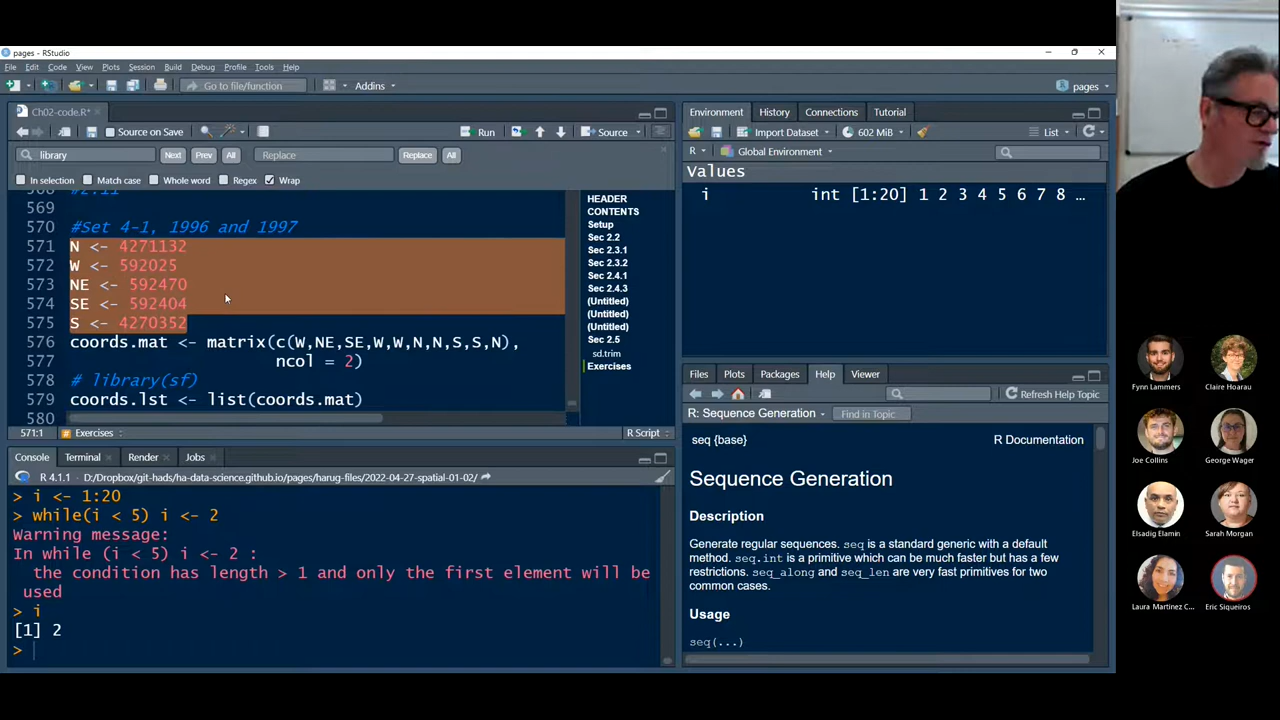 pages - RStudio
File Edit Code View Plots Session Build Debug Profile Tools Help
Go to file/function Addins pages
Ch02-code.R*
Source on Save Run Source
library Next Prev All Replace Replace All
In selection Match case Whole word Regex Wrap
568 #2.11
569
570 #Set 4-1, 1996 and 1997
571 N <- 4271132
572 W <- 592025
573 NE <- 592470
574 SE <- 592404
575 S <- 4270352
576 coords.mat <- matrix(c(W,NE,SE,W,W,N,N,S,S,N),
577 ncol = 2)
578 # library(sf)
579 coords.lst <- list(coords.mat)
580
HEADER
CONTENTS
Setup
Sec 2.2
Sec 2.3.1
Sec 2.3.2
Sec 2.4.1
Sec 2.4.3
(Untitled)
(Untitled)
(Untitled)
Sec 2.5
sd.trim
Exercises
571:1 Exercises R Script
Console Terminal Render Jobs
R 4.1.1 · D:/Dropbox/git-hads/ha-data-science.github.io/pages/harug-files/2022-04-27-spatial-01-02/
> i <- 1:20
> while(i < 5) i <- 2
Warning message:
In while (i < 5) i <- 2 :
the condition has length > 1 and only the first element will be
used
> i
[1] 2
>
Environment History Connections Tutorial
Import Dataset 602 MiB List
R Global Environment
Values
i int [1:20] 1 2 3 4 5 6 7 8 ...
Files Plots Packages Help Viewer
Refresh Help Topic
R: Sequence Generation Find in Topic
seq {base} R Documentation
Sequence Generation
Description
Generate regular sequences. seq is a standard generic with a default
method. seq.int is a primitive which can be much faster but has a few
restrictions. seq_along and seq_len are very fast primitives for two
common cases.
Usage
seq(...)
Fynn Lammers
Claire Hoarau
Joe Collins
George Wager
Elsadig Elamin
Sarah Morgan
Laura Martinez C...
Eric Siqueiros